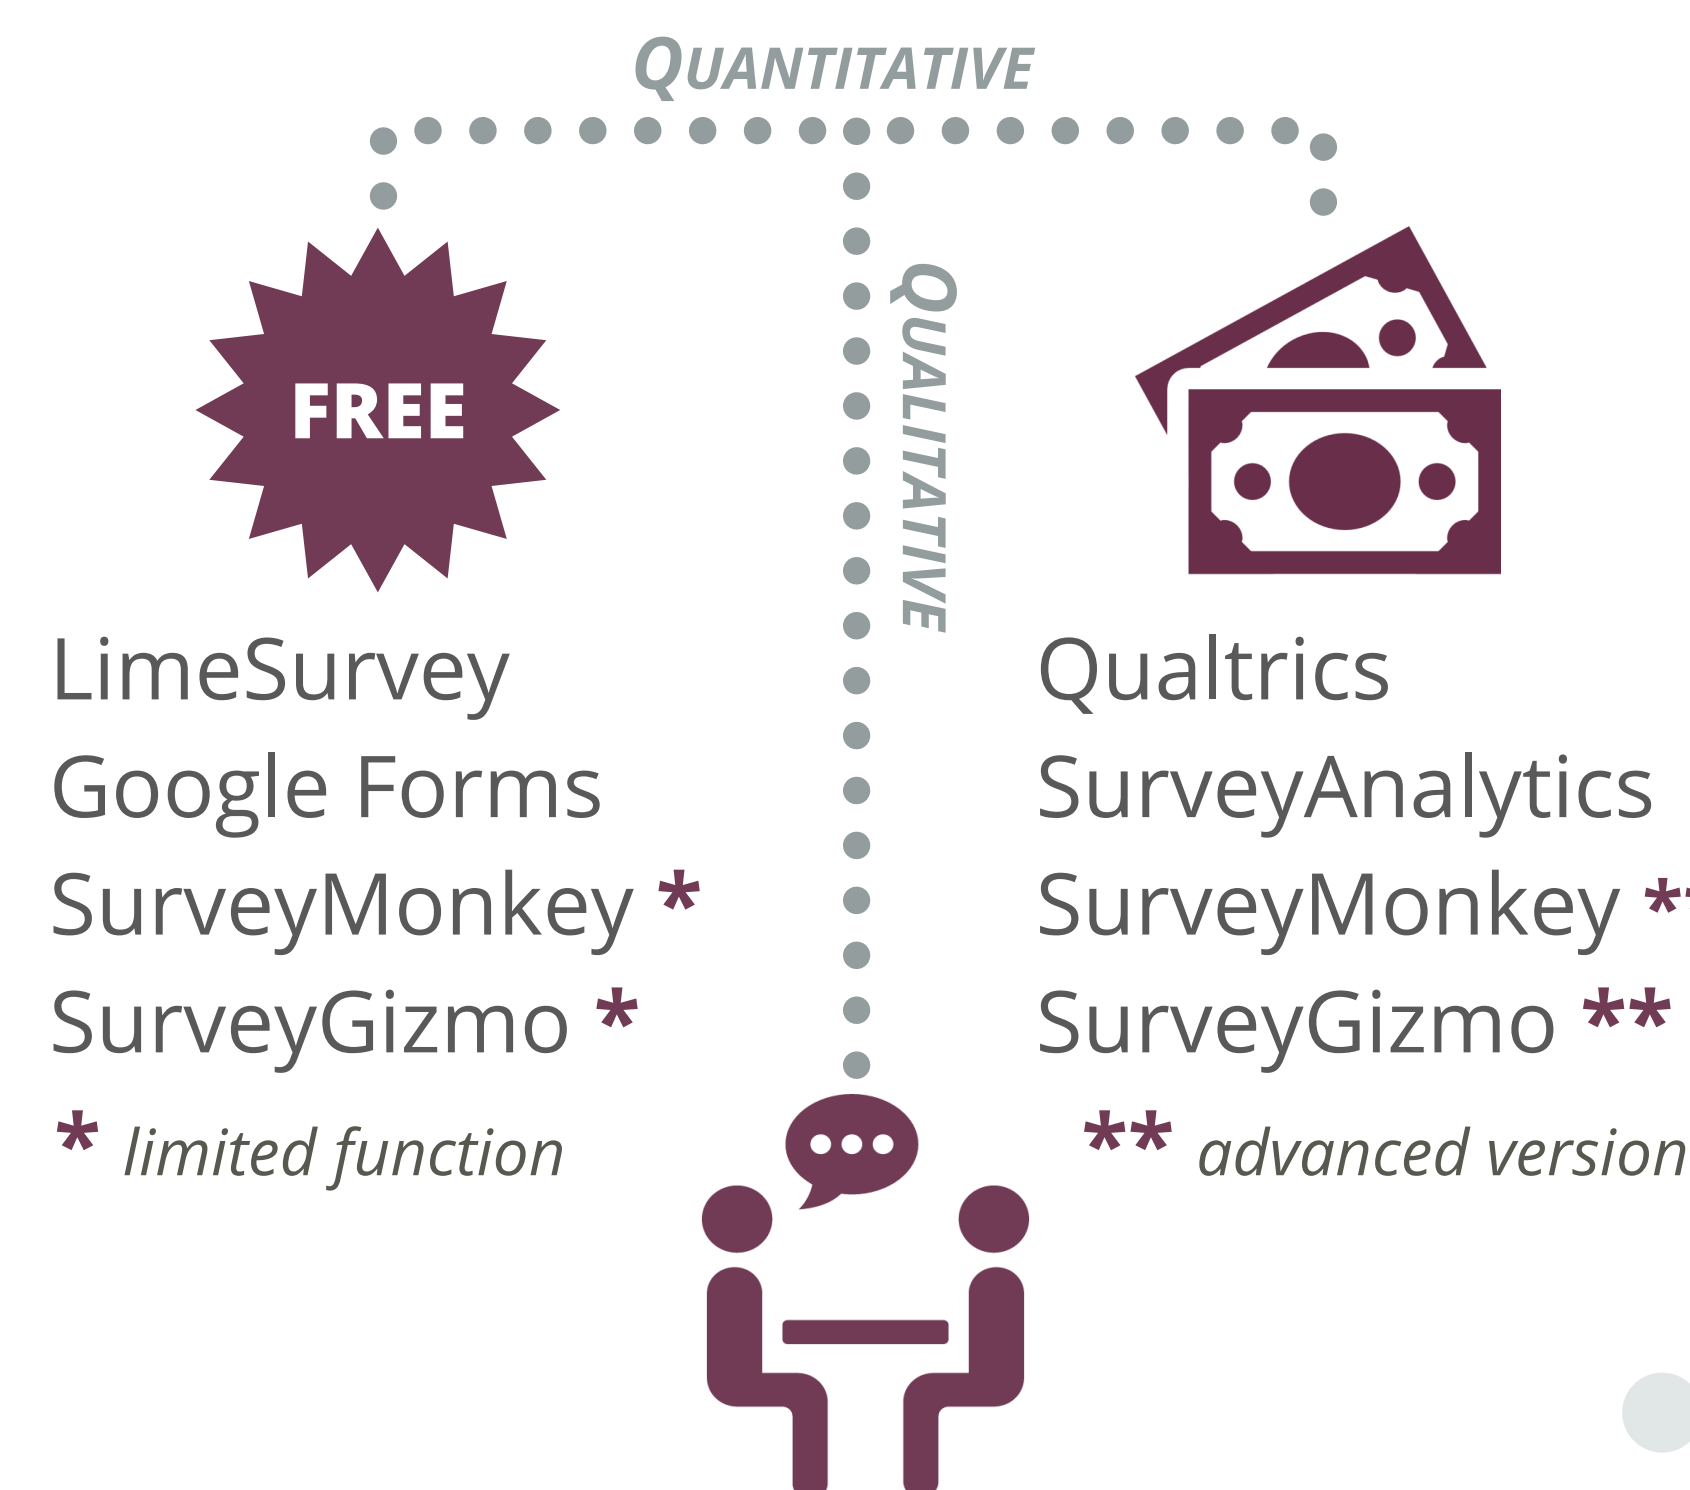 QUANTITATIVE
QUALITATIVE
FREE
LimeSurvey
Google Forms
SurveyMonkey *
SurveyGizmo *
* limited function
Qualtrics
SurveyAnalytics
SurveyMonkey **
SurveyGizmo **
** advanced version